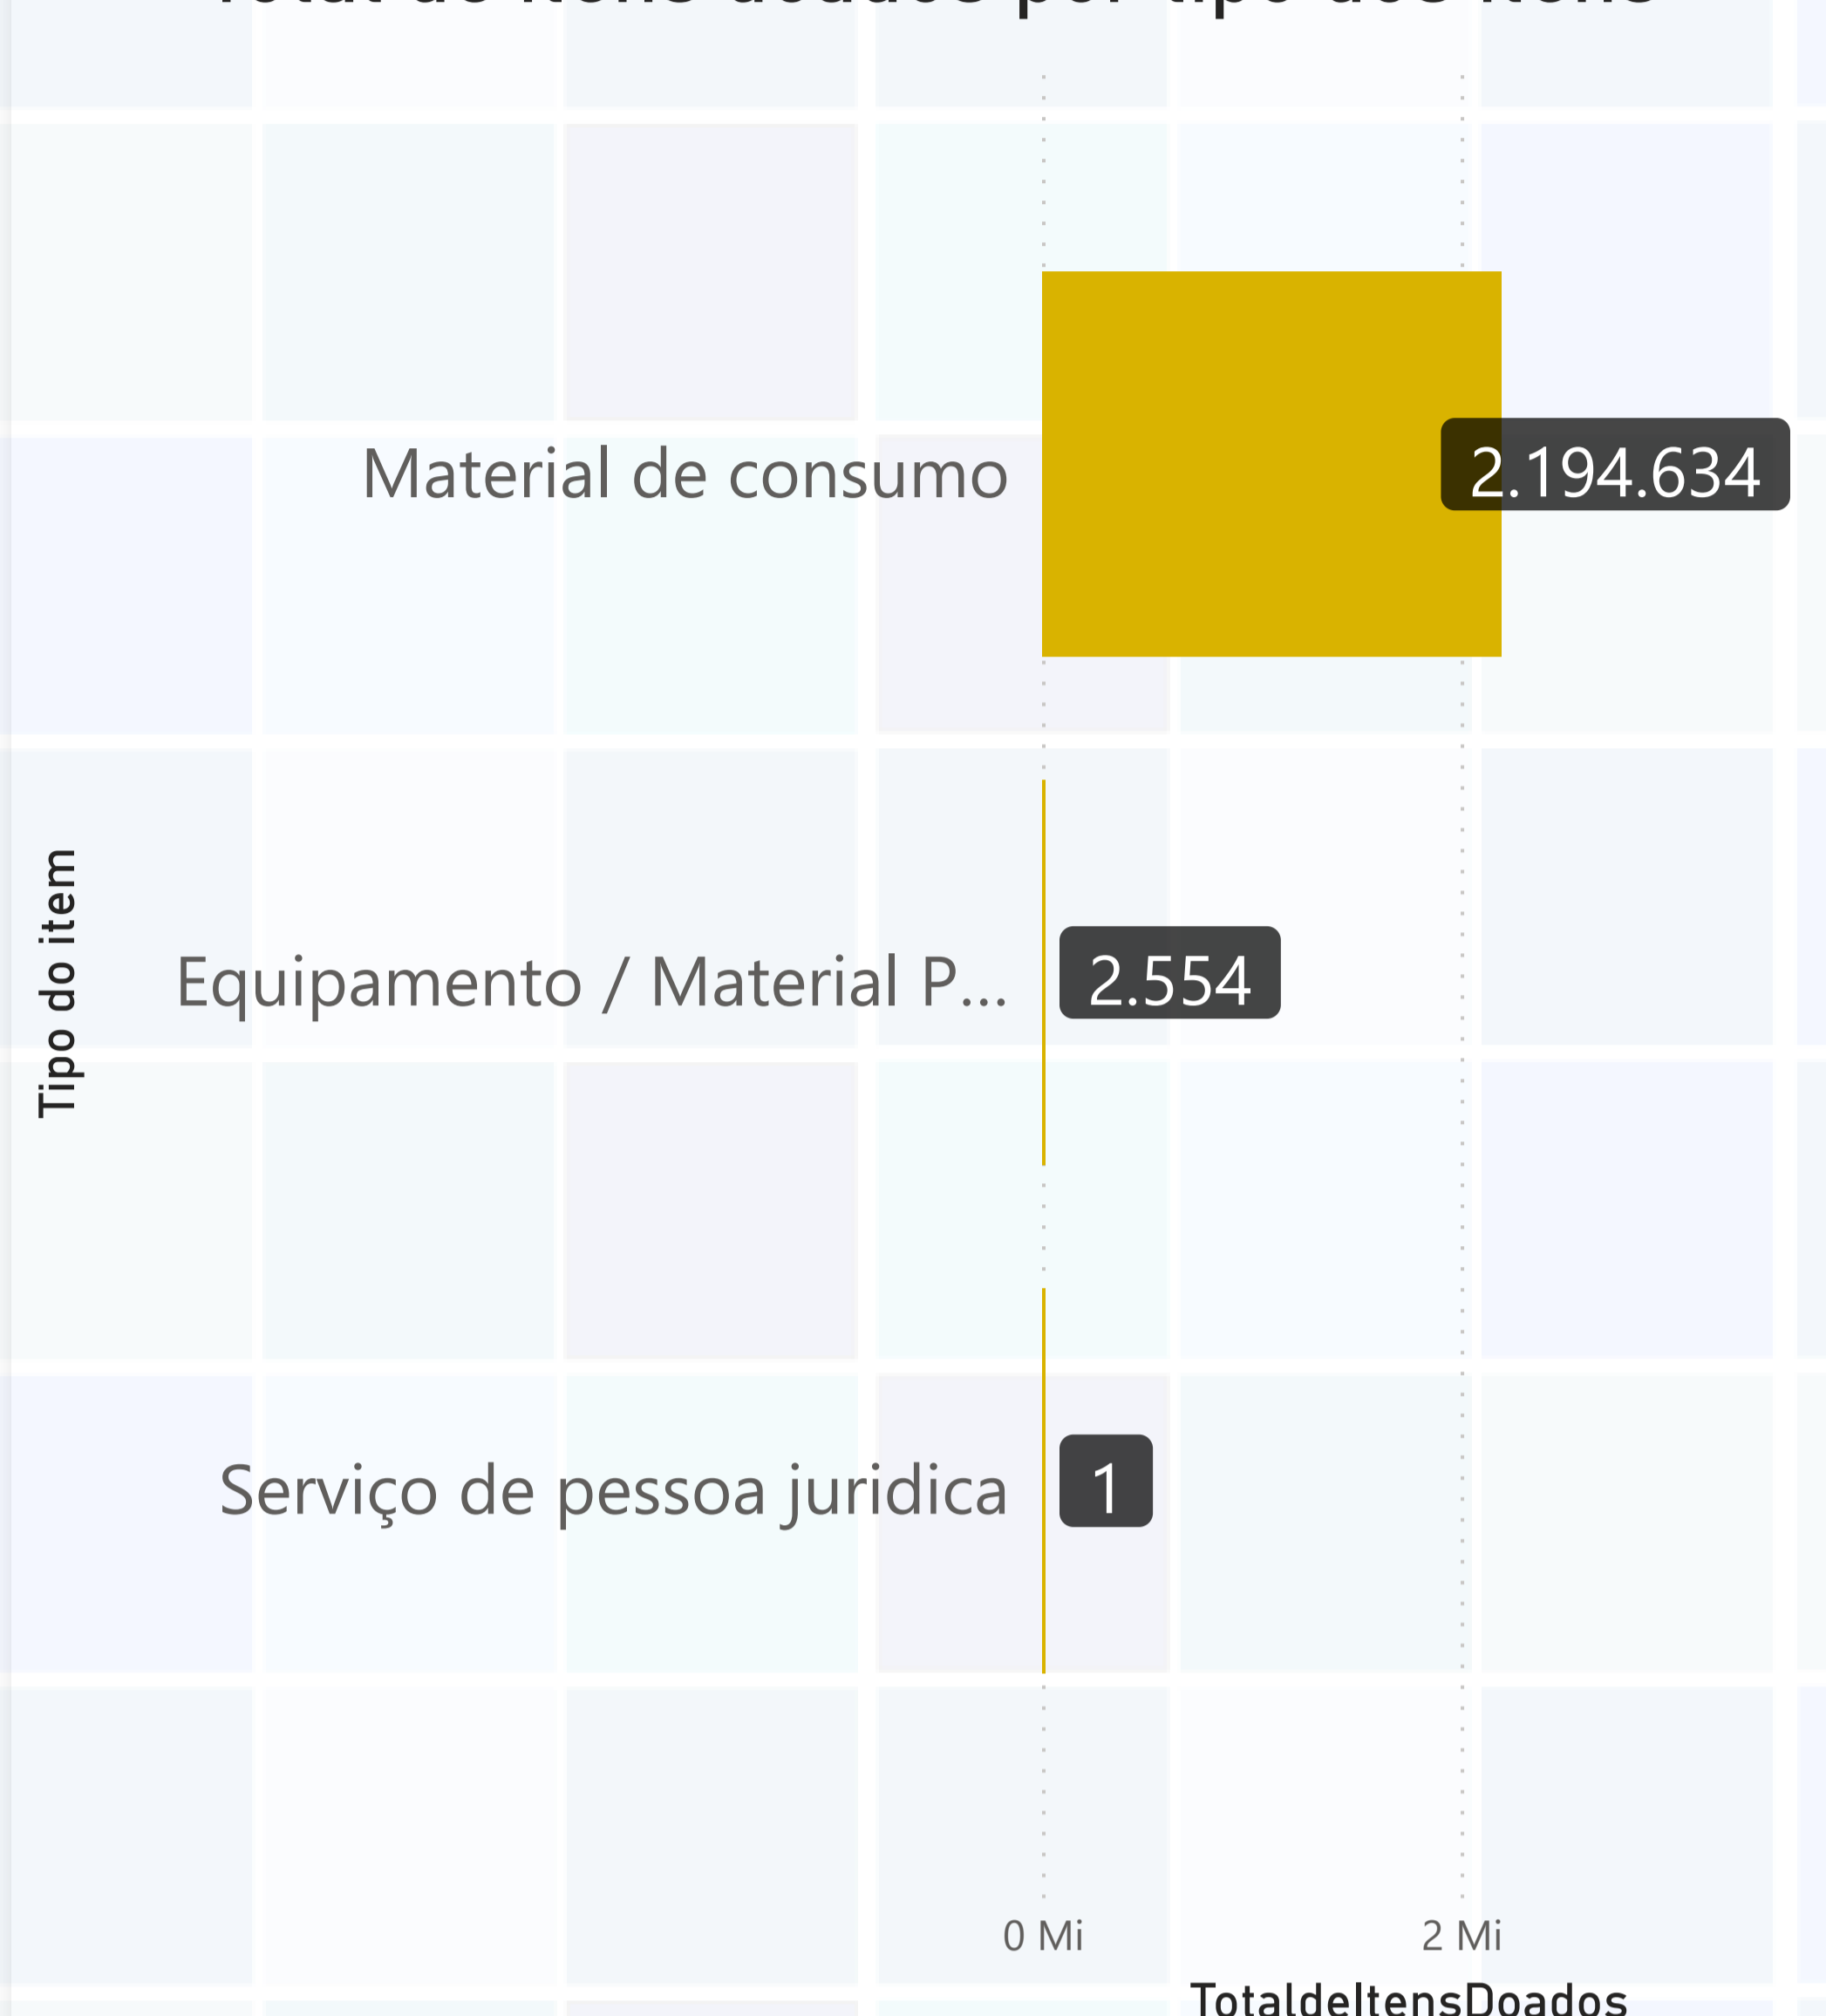 Material de consumo
2.194.634
Tipo do item
Equipamento / Material P...
2.554
Serviço de pessoa juridica
1
0 Mi
2 Mi
TotaldeItensDoados